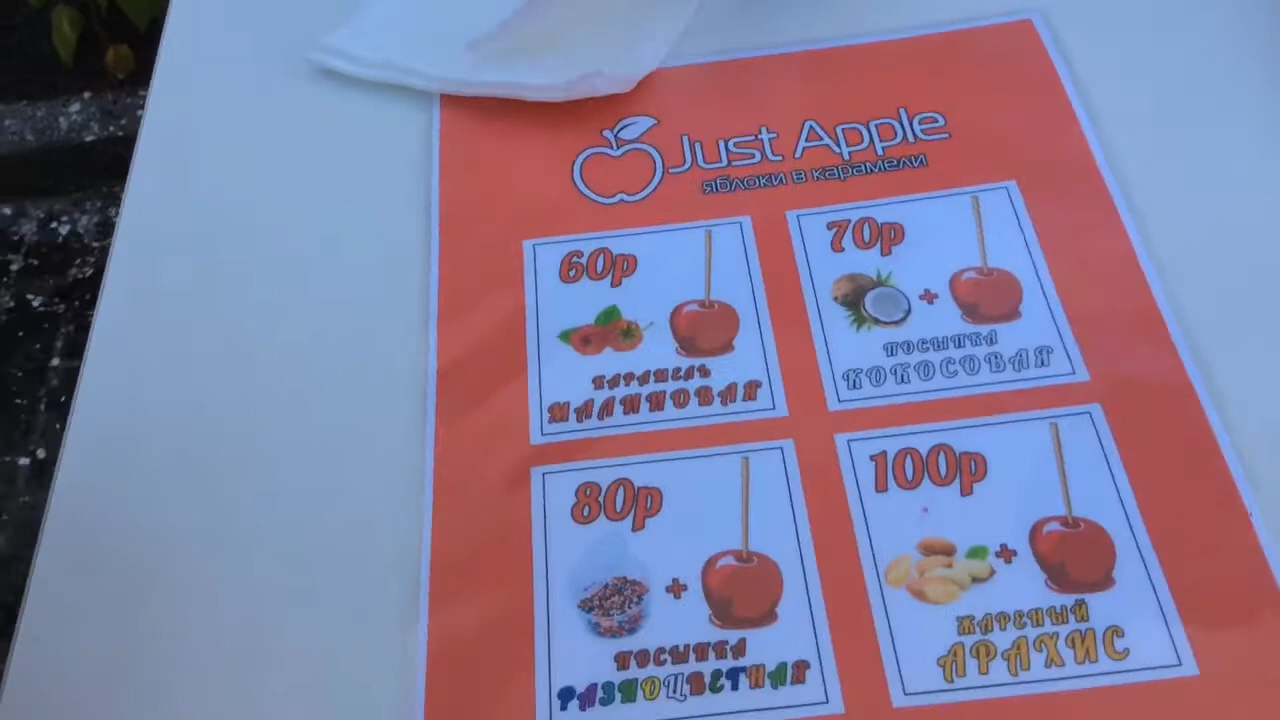 Just Apple
яблоки в карамели
60р
КАРАМЕЛЬ
МАЛИНОВАЯ
70р
ПОСЫПКА
КОКОСОВАЯ
80р
ПОСЫПКА
РАЗНОЦВЕТНАЯ
100р
ЖАРЕНЫЙ
АРАХИС